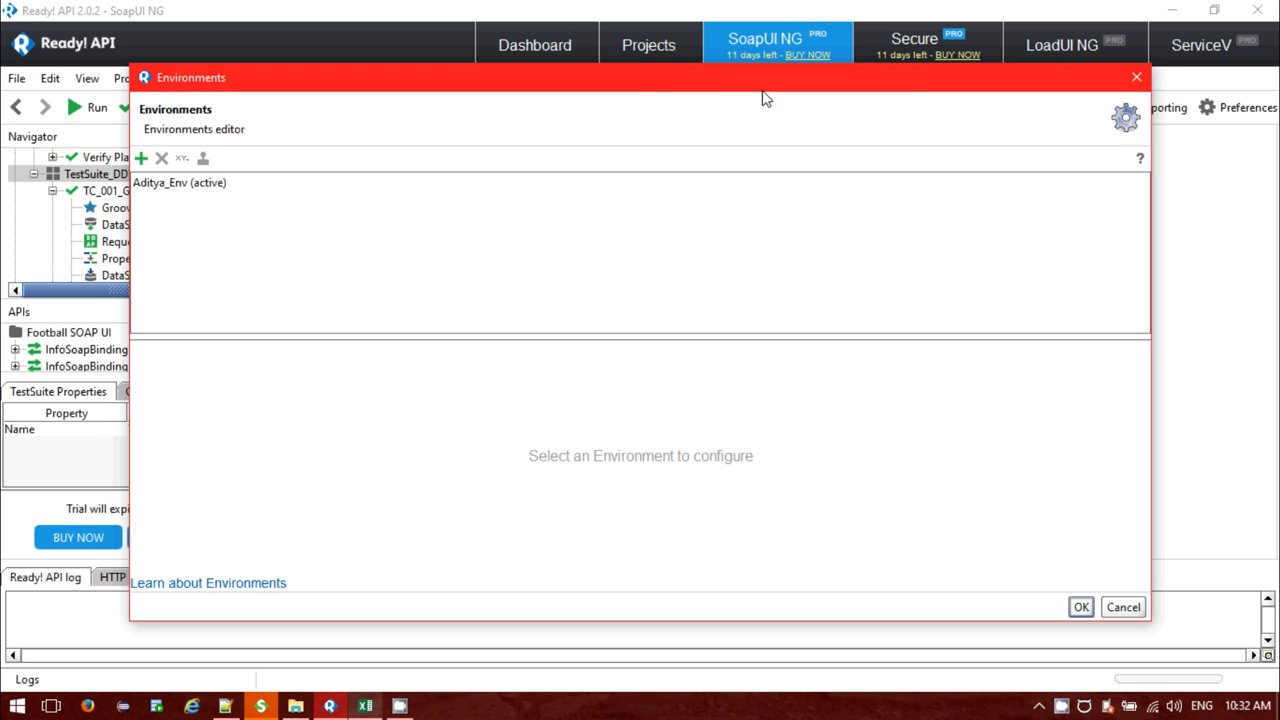 Ready! API 2.0.2 - SoapUI NG
Ready! API
Dashboard
Projects
SoapUI NG PRO
11 days left - BUY NOW
Secure PRO
11 days left - BUY NOW
LoadUI NG PRO
ServiceV PRO
File Edit View Pro
Environments
Run
Environments
Environments editor
porting
Preferences
Navigator
XY-
?
Verify Pla
TestSuite_DD
TC_001_G
Groov
DataS
Reque
Prope
DataS
Aditya_Env (active)
APIs
Football SOAP UI
InfoSoapBinding
InfoSoapBinding
TestSuite Properties
Property
Name
Select an Environment to configure
Trial will expi
BUY NOW
Ready! API log
HTTP
Learn about Environments
OK
Cancel
Logs
ENG
10:32 AM